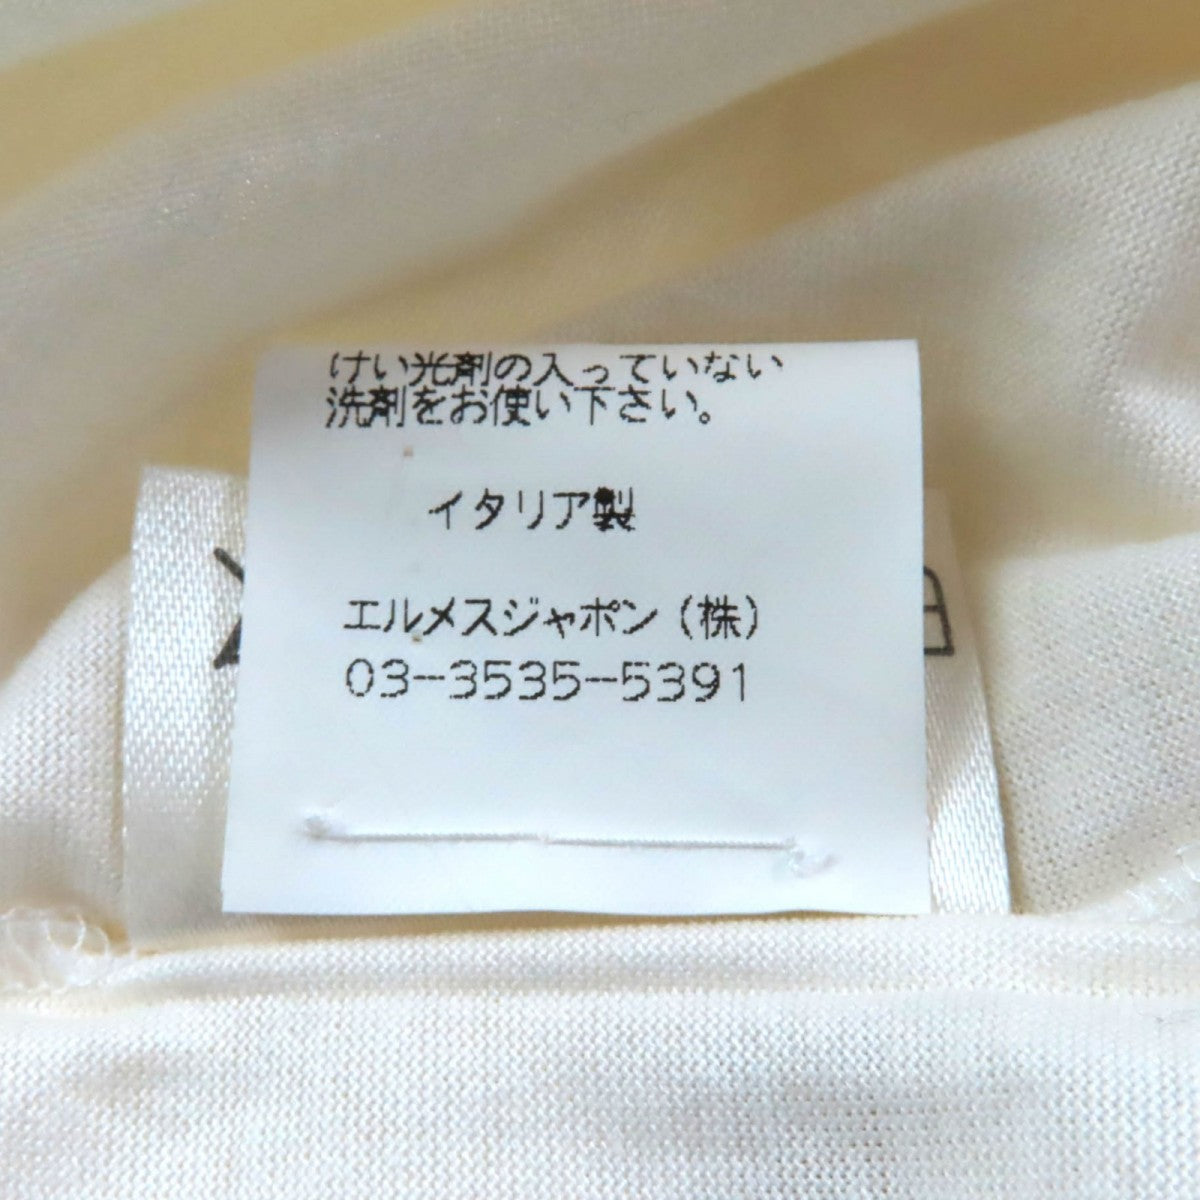 けい光剤の入っていない
洗剤をお使い下さい。
イタリア製
エルメスジャポン(株)
03-3535-5391